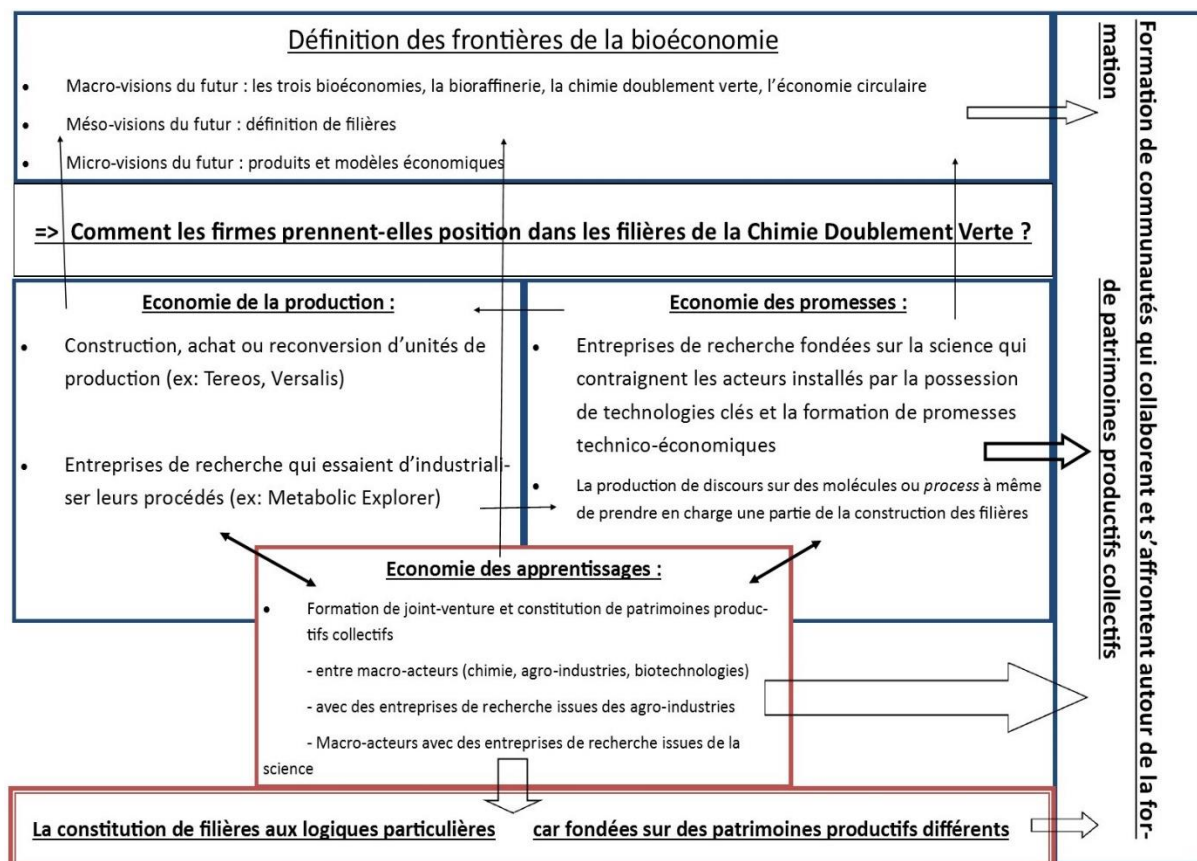 Définition des frontières de la bioéconomie
• Macro-visions du futur : les trois bioéconomies, la bioraffinerie, la chimie doublement verte, l’économie circulaire
• Méso-visions du futur : définition de filières
• Micro-visions du futur : produits et modèles économiques
=> Comment les firmes prennent-elles position dans les filières de la Chimie Doublement Verte ?
Economie de la production :
• Construction, achat ou reconversion d’unités de
production (ex: Tereos, Versalis)
• Entreprises de recherche qui essaient d’industriali-
ser leurs procédés (ex: Metabolic Explorer)
Economie des promesses :
• Entreprises de recherche fondées sur la science qui
contraignent les acteurs installés par la possession
de technologies clés et la formation de promesses
technico-économiques
• La production de discours sur des molécules ou process à même
de prendre en charge une partie de la construction des filières
Economie des apprentissages :
• Formation de joint-venture et constitution de patrimoines produc-
tifs collectifs
- entre macro-acteurs (chimie, agro-industries, biotechnologies)
- avec des entreprises de recherche issues des agro-industries
- Macro-acteurs avec des entreprises de recherche issues de la
science
La constitution de filières aux logiques particulières car fondées sur des patrimoines productifs différents
Formation de communautés qui collaborent et s’affrontent autour de la for-
mation de patrimoines productifs collectifs